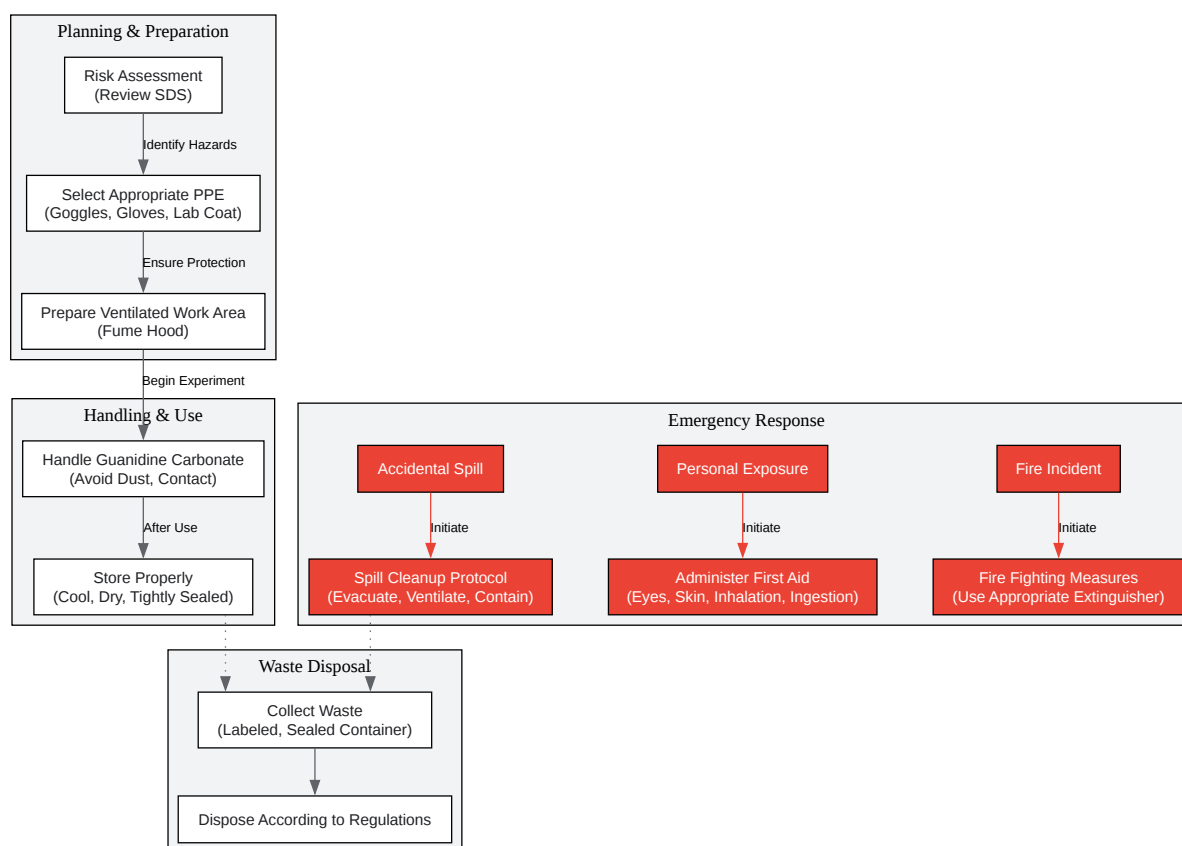 Planning & Preparation
Risk Assessment
(Review SDS)
Identify Hazards
Select Appropriate PPE
(Goggles, Gloves, Lab Coat)
Ensure Protection
Prepare Ventilated Work Area
(Fume Hood)
Begin Experiment
Handling & Use
Handle Guanidine Carbonate
(Avoid Dust, Contact)
After Use
Store Properly
(Cool, Dry, Tightly Sealed)
Emergency Response
Accidental Spill
Initiate
Spill Cleanup Protocol
(Evacuate, Ventilate, Contain)
Personal Exposure
Initiate
Administer First Aid
(Eyes, Skin, Inhalation, Ingestion)
Fire Incident
Initiate
Fire Fighting Measures
(Use Appropriate Extinguisher)
Waste Disposal
Collect Waste
(Labeled, Sealed Container)
Dispose According to Regulations